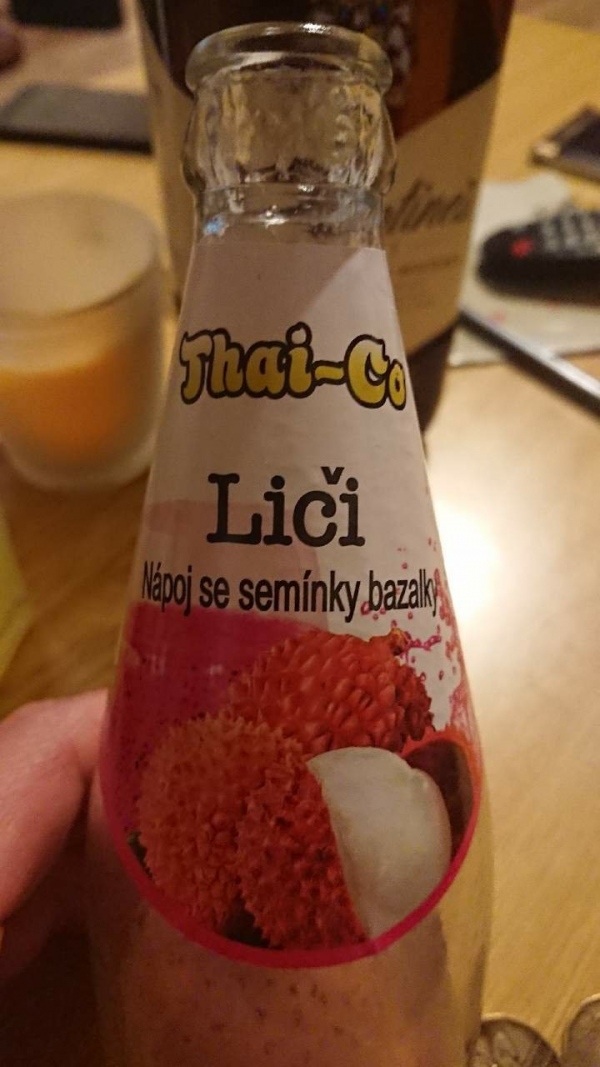 Thai-Co
Liči
Nápoj se semínky bazalky